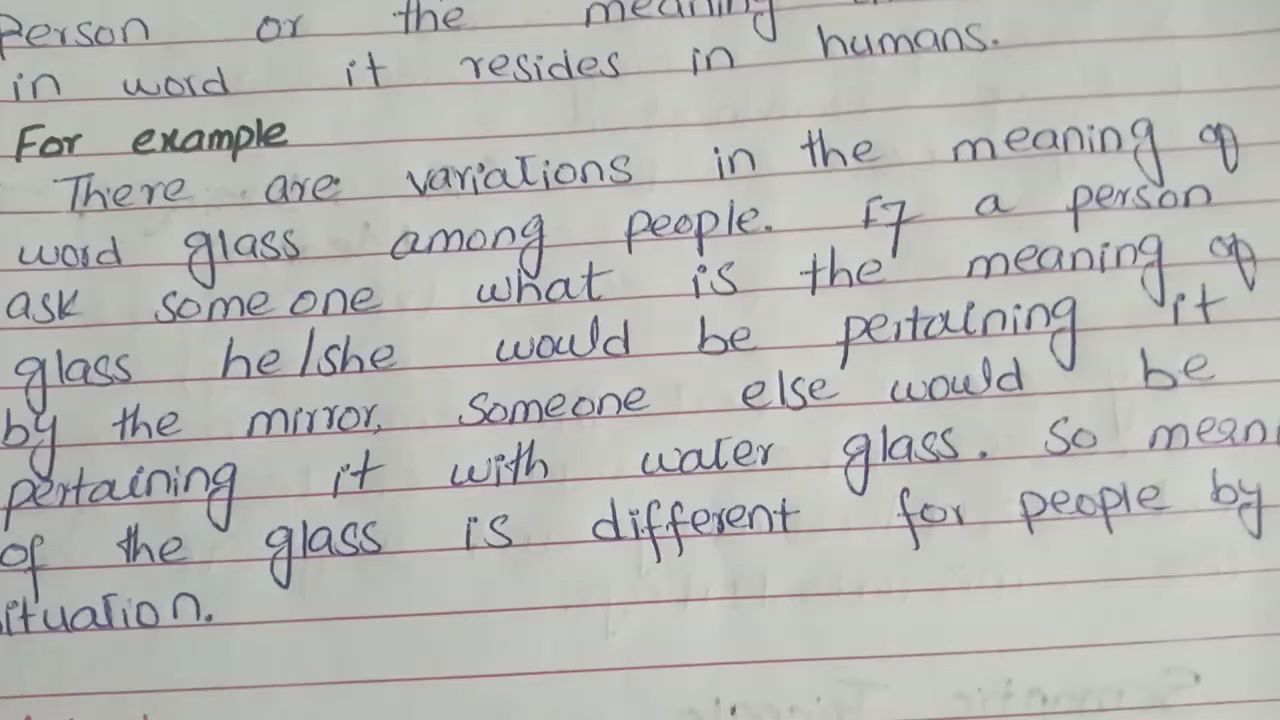 Person or the meaning
in word it resides in humans.
For example
There are variations in the meaning of
word glass among people. If a person
ask someone what is the meaning of
glass he/she would be pertaining it
by the mirror, someone else would be
pertaining it with water glass. So mean
of the glass is different for people by
ituation.